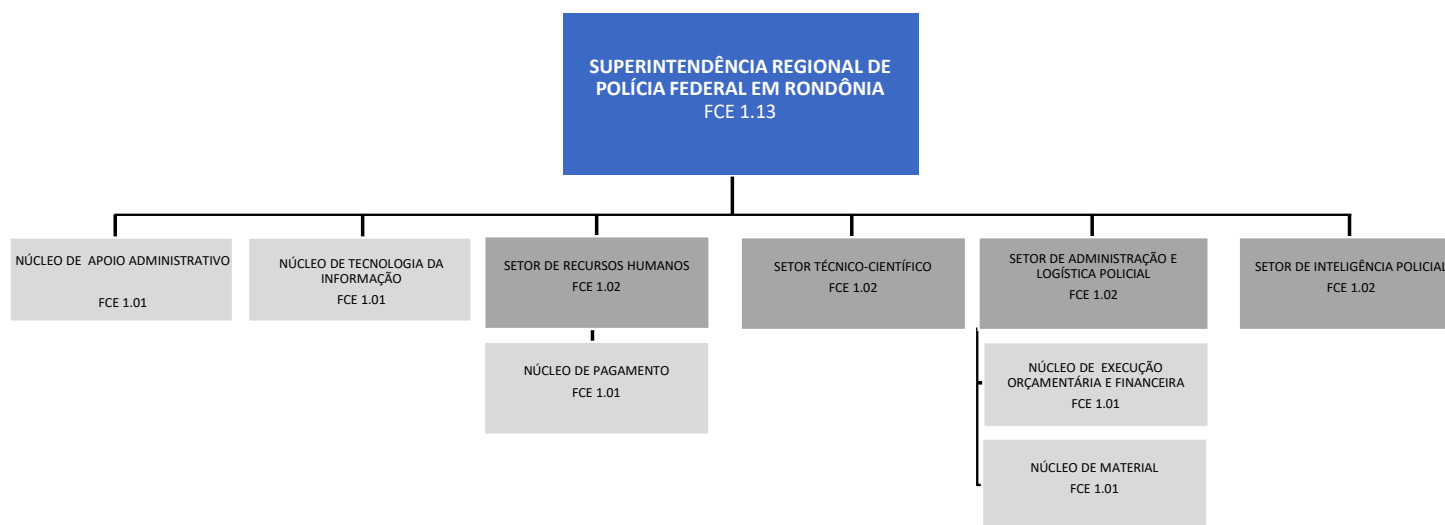 SUPERINTENDÊNCIA REGIONAL DE
POLÍCIA FEDERAL EM RONDÔNIA
FCE 1.13
NÚCLEO DE APOIO ADMINISTRATIVO
FCE 1.01
NÚCLEO DE TECNOLOGIA DA
INFORMAÇÃO
FCE 1.01
SETOR DE RECURSOS HUMANOS
FCE 1.02
SETOR TÉCNICO-CIENTÍFICO
FCE 1.02
SETOR DE ADMINISTRAÇÃO E
LOGÍSTICA POLICIAL
FCE 1.02
SETOR DE INTELIGÊNCIA POLICIAL
FCE 1.02
NÚCLEO DE PAGAMENTO
FCE 1.01
NÚCLEO DE EXECUÇÃO
ORÇAMENTÁRIA E FINANCEIRA
FCE 1.01
NÚCLEO DE MATERIAL
FCE 1.01